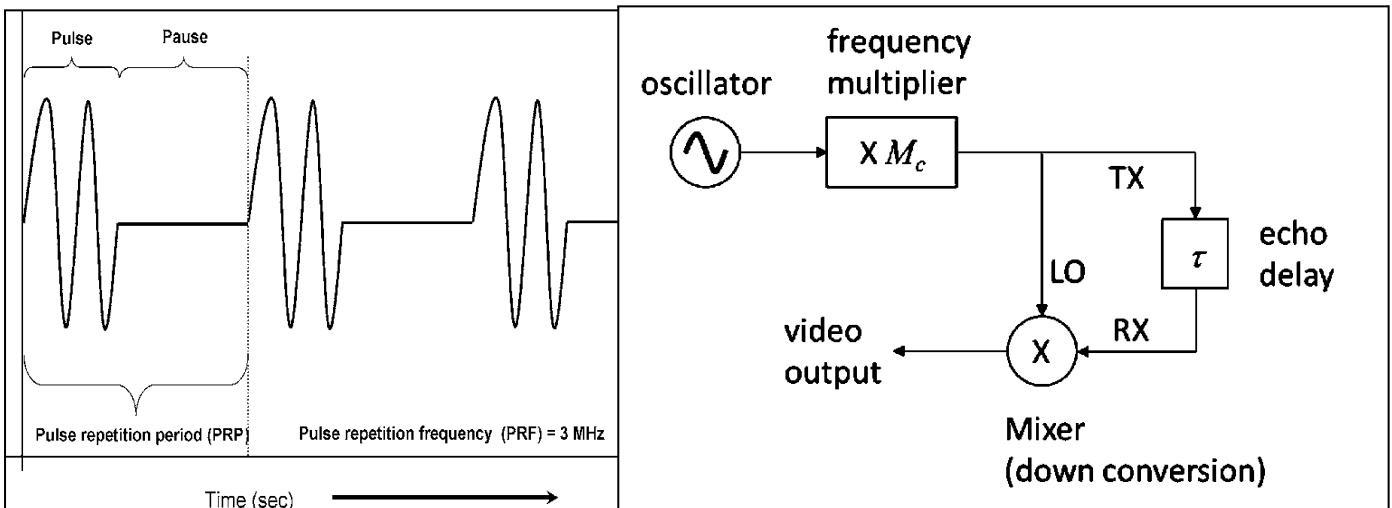 Pulse
Pause
Pulse repetition period (PRP)
Pulse repetition frequency (PRF) = 3 MHz
Time (sec)
oscillator
frequency
multiplier
X M_c
TX
LO
τ
echo
delay
RX
X
video
output
Mixer
(down conversion)